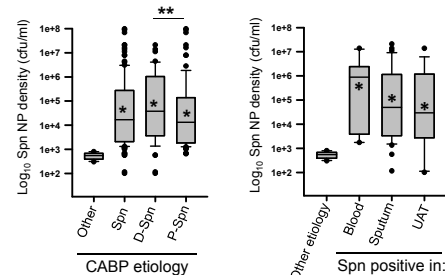 **
Log10 Spn NP density (cfu/ml)
1e+8
1e+7
1e+6
1e+5
1e+4
1e+3
1e+2
*
*
*
Other
Spn
D-Spn
P-Spn
CABP etiology
Log10 Spn NP density (cfu/ml)
1e+8
1e+7
1e+6
1e+5
1e+4
1e+3
1e+2
*
*
*
Other etiology
Blood
Sputum
UAT
Spn positive in: